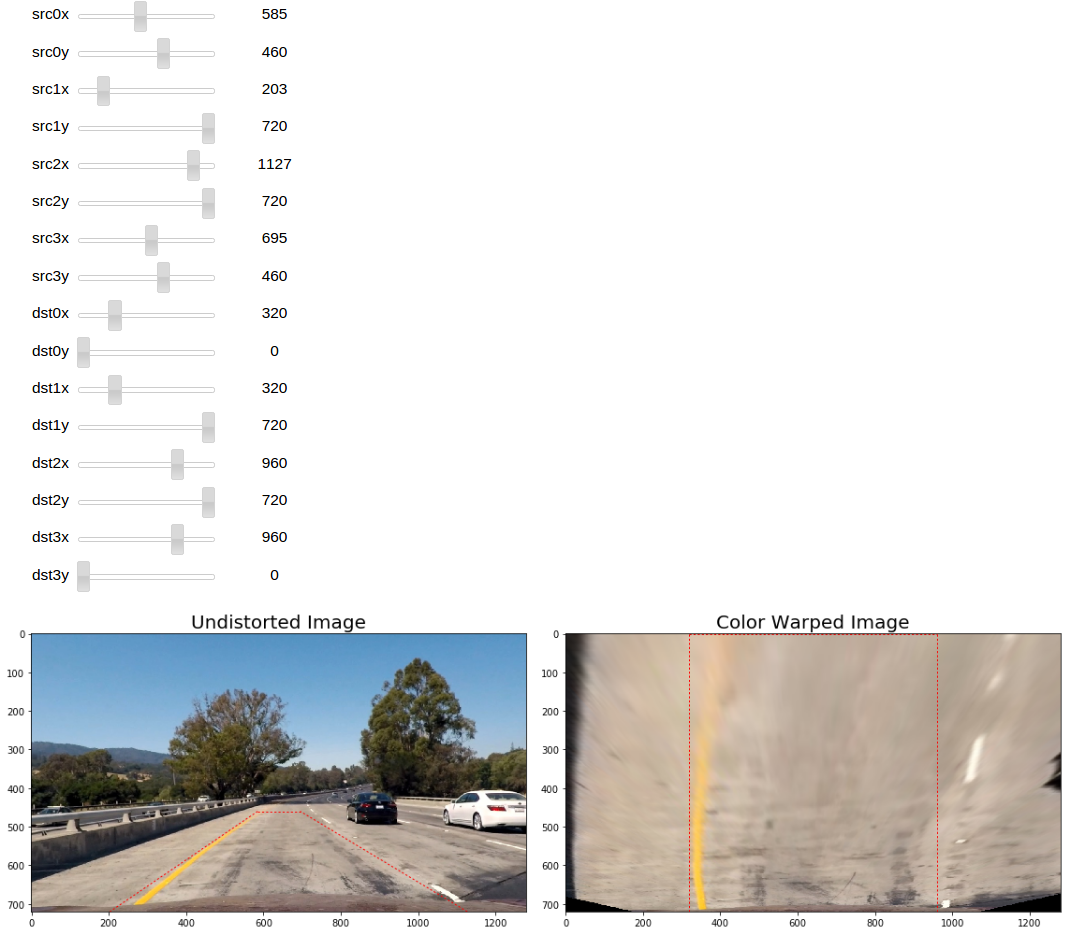 src0x 585
src0y 460
src1x 203
src1y 720
src2x 1127
src2y 720
src3x 695
src3y 460
dst0x 320
dst0y 0
dst1x 320
dst1y 720
dst2x 960
dst2y 720
dst3x 960
dst3y 0
Undistorted Image
0
100
200
300
400
500
600
700
0 200 400 600 800 1000 1200
Color Warped Image
0
100
200
300
400
500
600
700
0 200 400 600 800 1000 1200